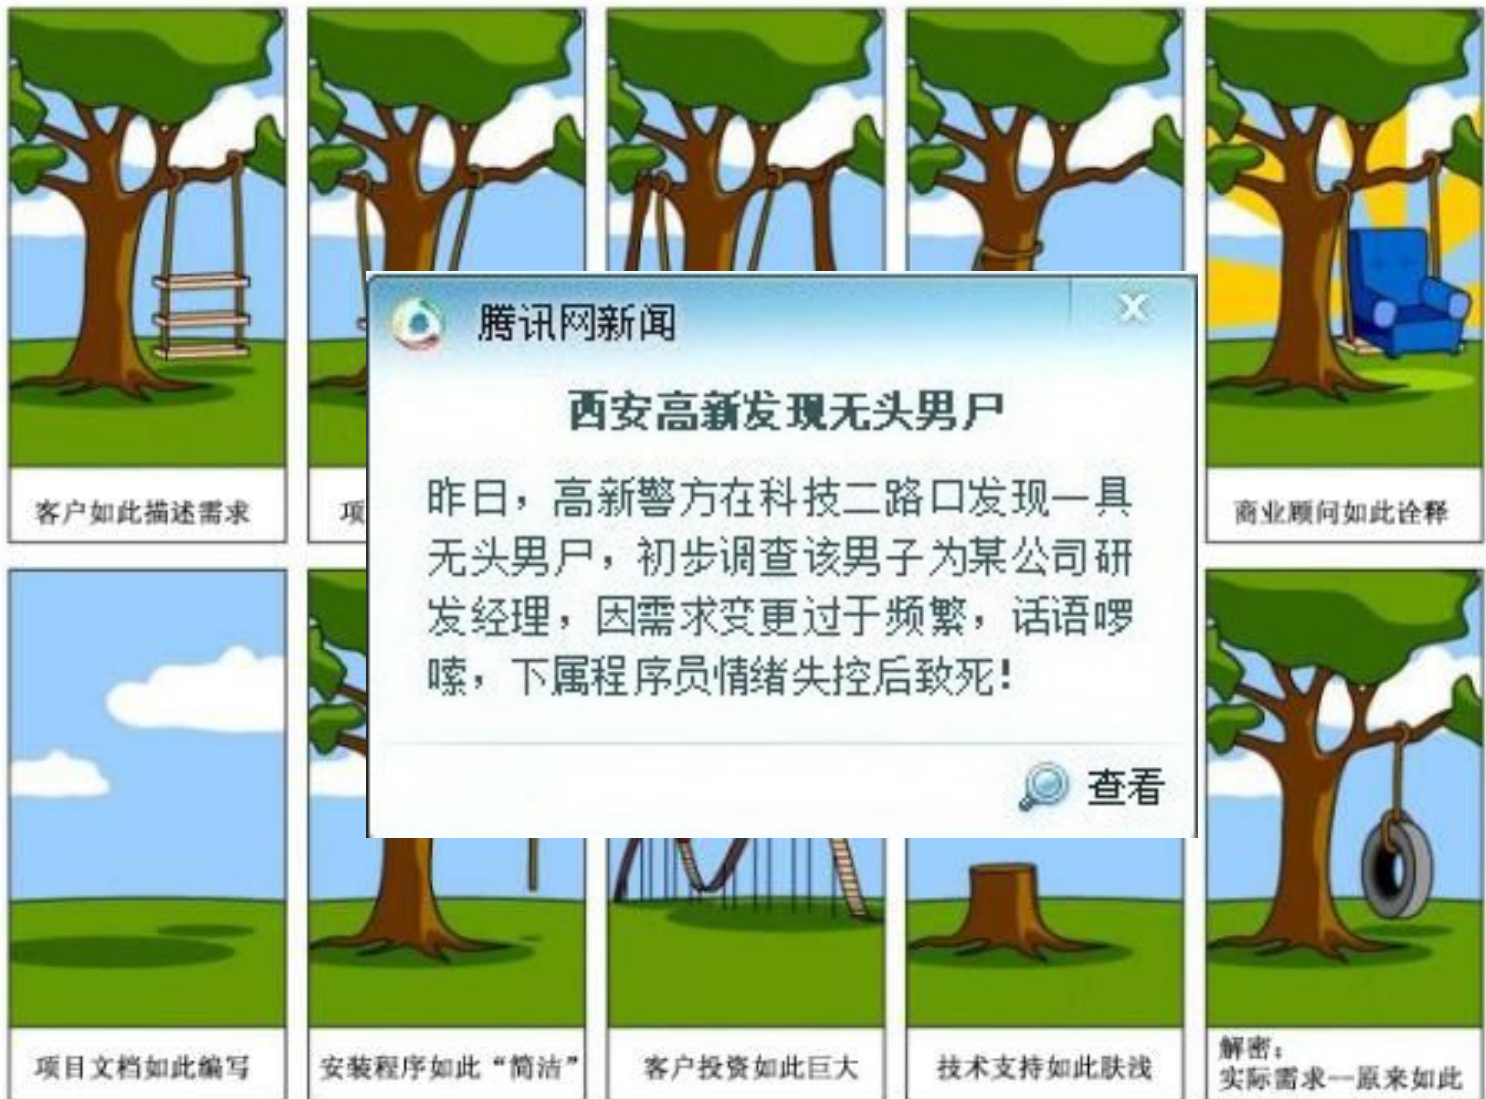 客户如此描述需求
项
商业顾问如此诠释
腾讯网新闻
X
西安高新发现无头男尸
昨日，高新警方在科技二路口发现一具
无头男尸，初步调查该男子为某公司研
发经理，因需求变更过于频繁，话语啰
嗦，下属程序员情绪失控后致死！
查看
项目文档如此编写
安装程序如此“简洁”
客户投资如此巨大
技术支持如此肤浅
解密：
实际需求—原来如此